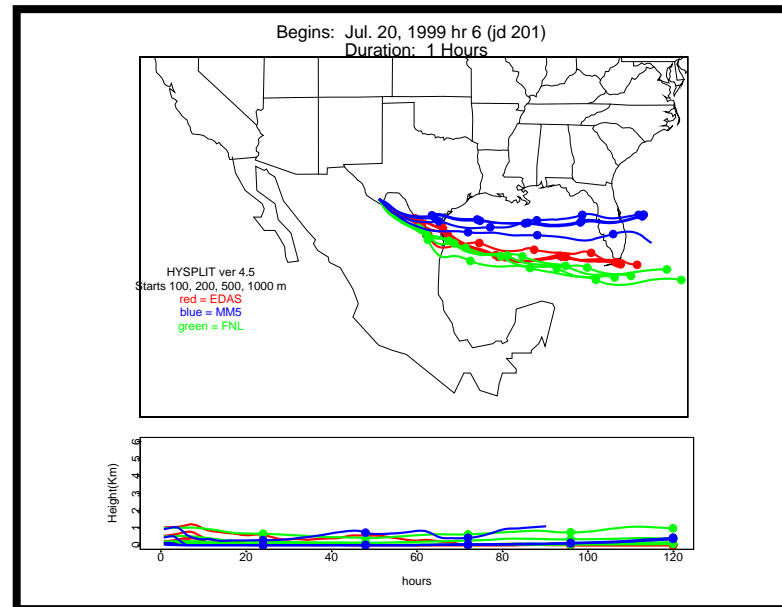 Begins: Jul. 20, 1999 hr 6 (jd 201)
Duration: 1 Hours
HYSPLIT ver 4.5
Starts 100, 200, 500, 1000 m
red = EDAS
blue = MM5
green = FNL
Height(Km)
6
5
4
3
2
1
0
0 20 40 60 80 100 120
hours